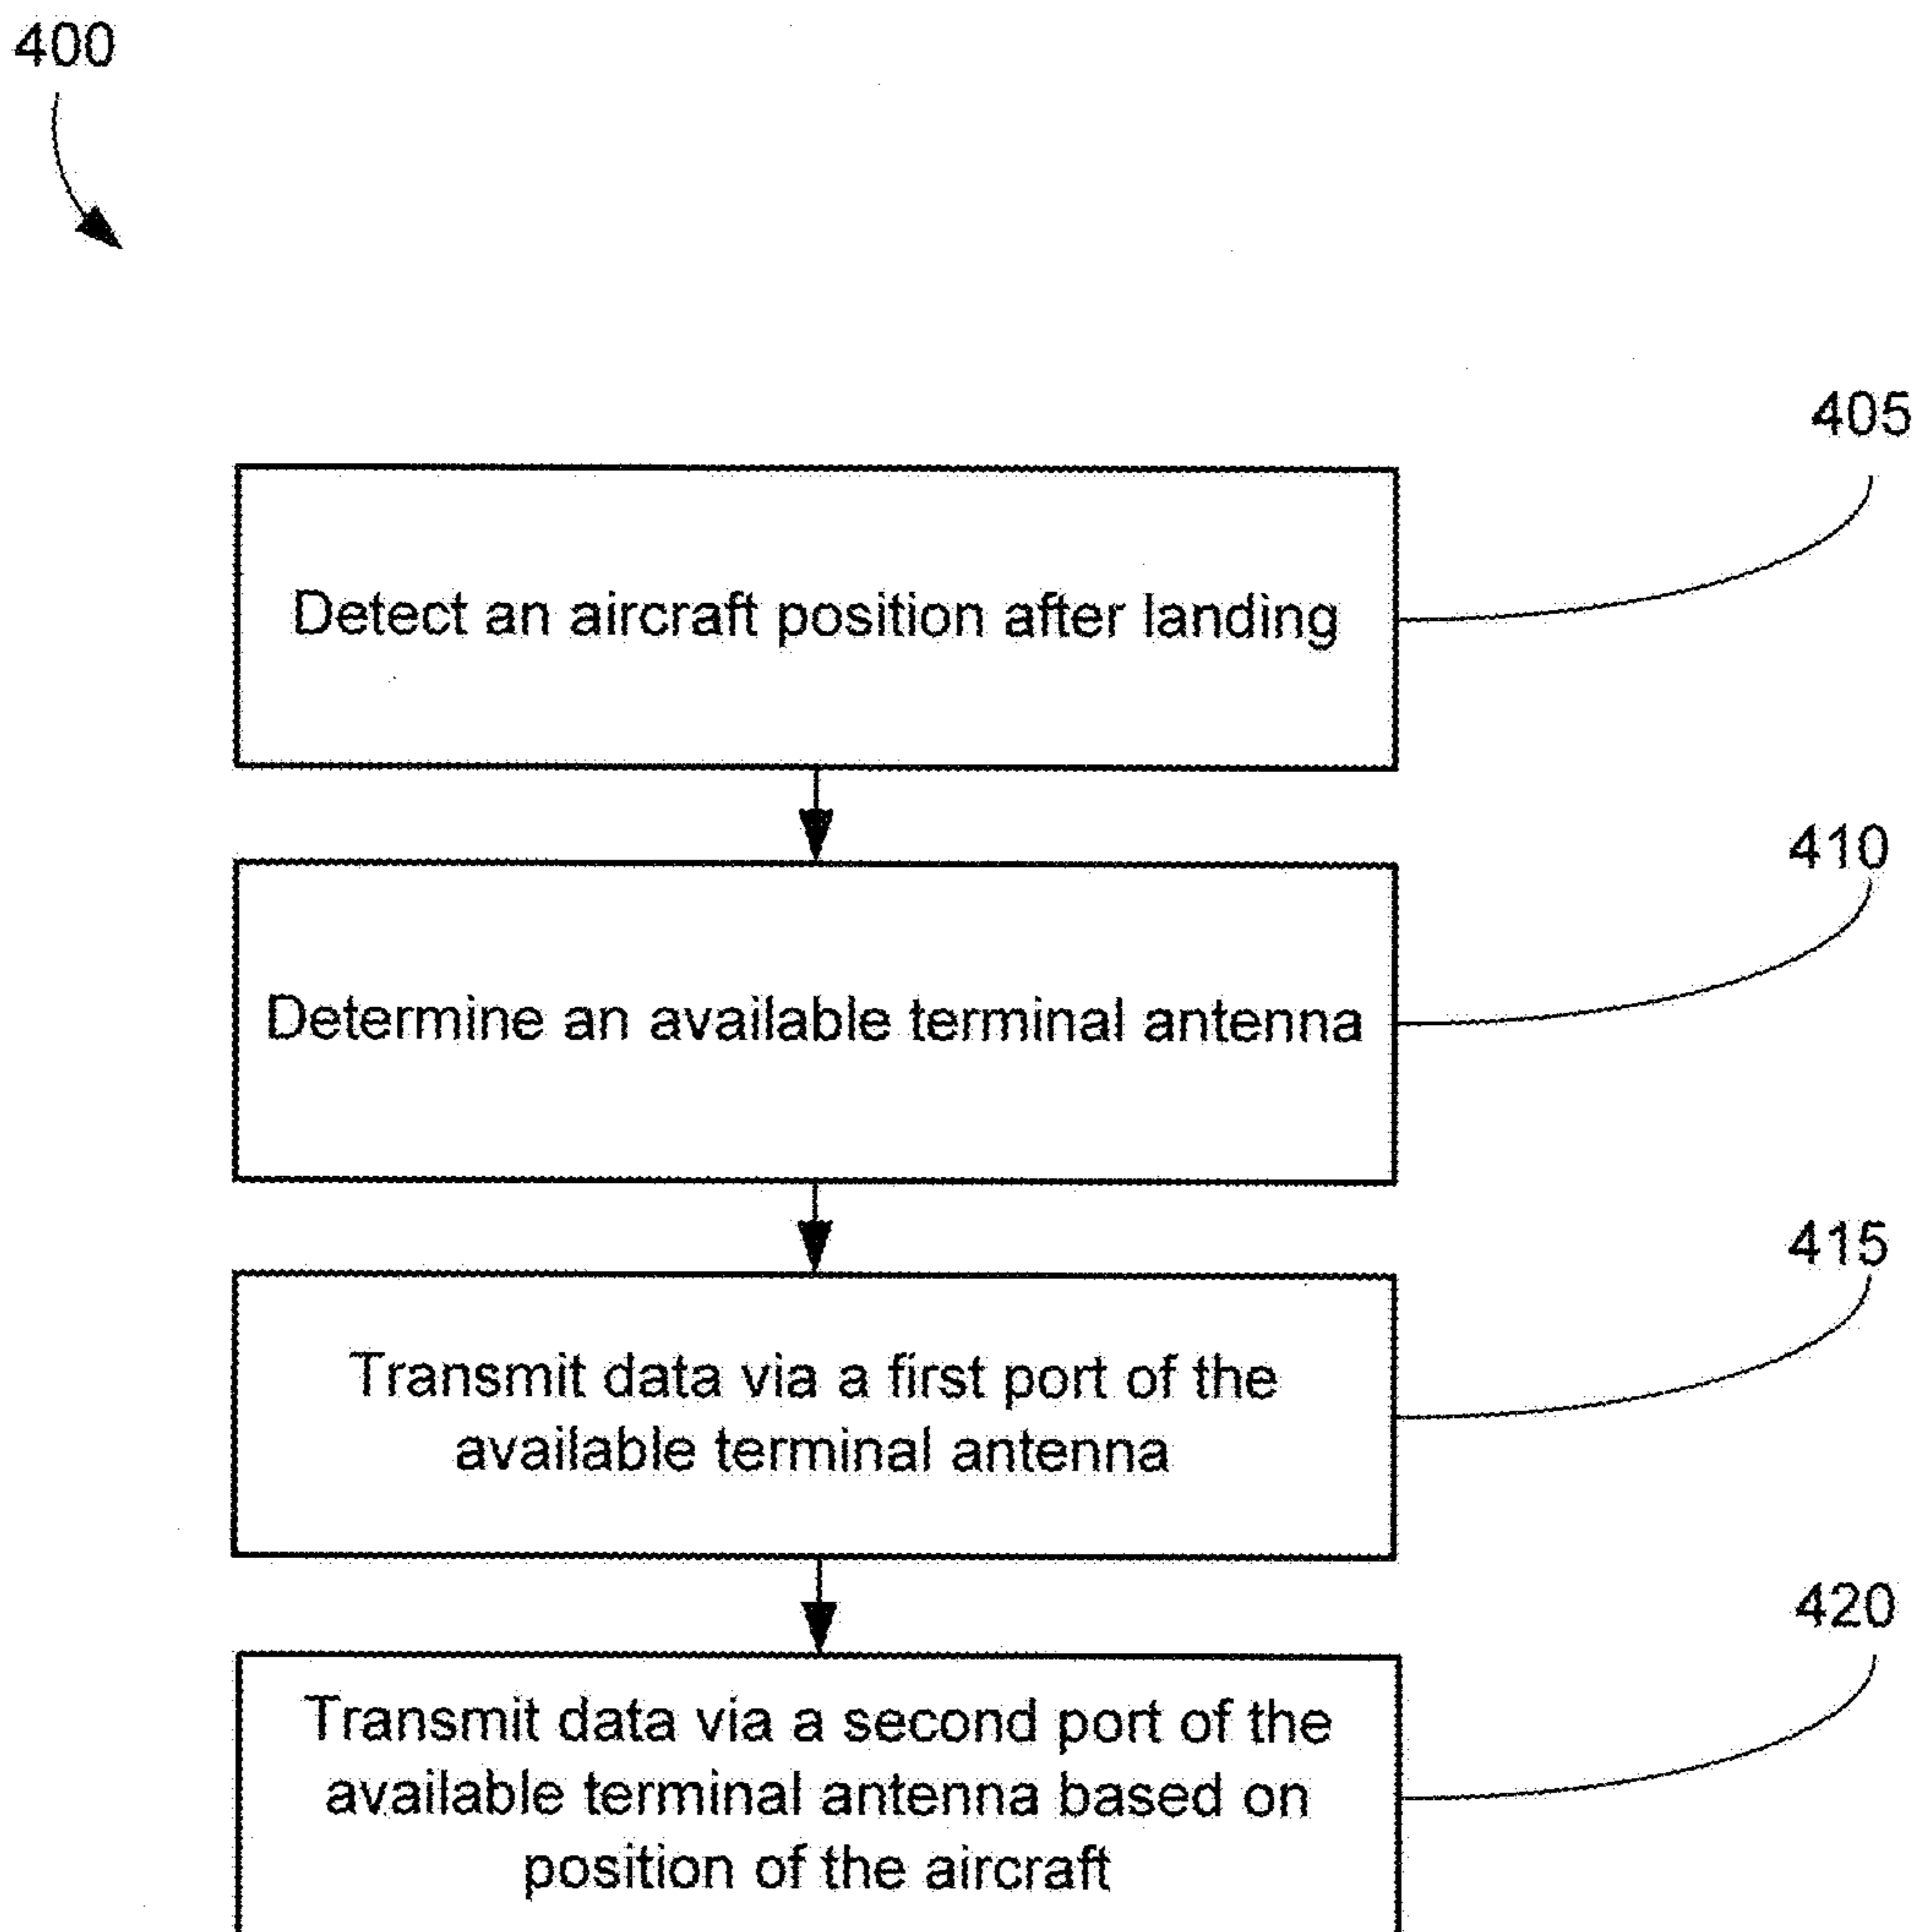 400
405
Detect an aircraft position after landing
410
Determine an available terminal antenna
415
Transmit data via a first port of the
available terminal antenna
420
Transmit data via a second port of the
available terminal antenna based on
position of the aircraft